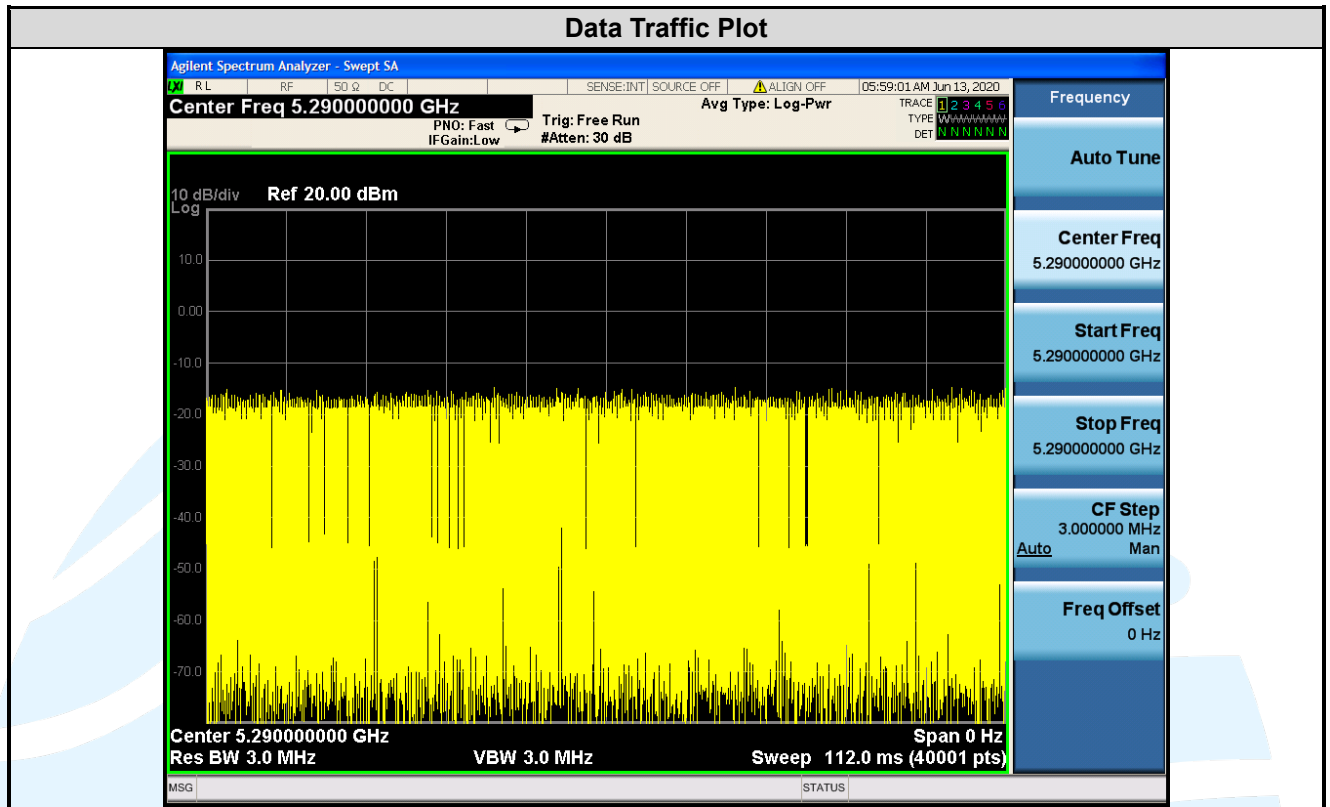 Data Traffic Plot
Agilent Spectrum Analyzer - Swept SA
LXI RL RF 50 Ω DC SENSE:INT SOURCE OFF ALIGN OFF 05:59:01 AM Jun 13, 2020
Center Freq 5.290000000 GHz
PNO: Fast
IFGain:Low
Trig: Free Run
#Atten: 30 dB
Avg Type: Log-Pwr
TRACE 1 2 3 4 5 6
TYPE
DET N N N N N N
10 dB/div Ref 20.00 dBm
Log
10.0
0.00
-10.0
-20.0
-30.0
-40.0
-50.0
-60.0
-70.0
Center 5.290000000 GHz Span 0 Hz
Res BW 3.0 MHz VBW 3.0 MHz Sweep 112.0 ms (40001 pts)
MSG STATUS
Frequency
Auto Tune
Center Freq
5.290000000 GHz
Start Freq
5.290000000 GHz
Stop Freq
5.290000000 GHz
CF Step
3.000000 MHz
Auto Man
Freq Offset
0 Hz